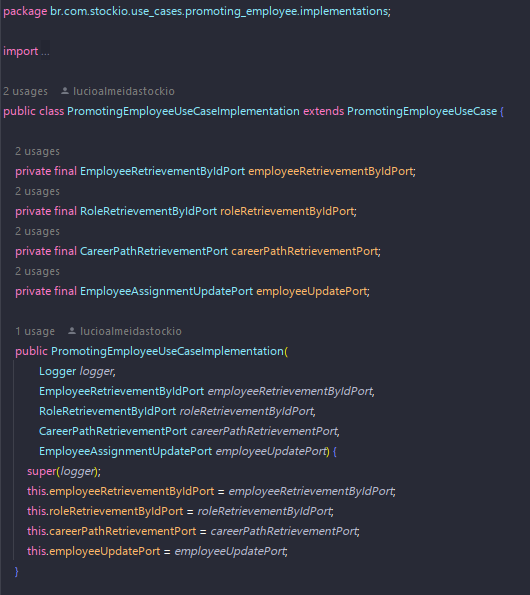 package br.com.stockio.use_cases.promoting_employee.implementations;
import ...
2 usages lucioalmeidastockio
public class PromotingEmployeeUseCaseImplementation extends PromotingEmployeeUseCase {
2 usages
private final EmployeeRetrievementByIdPort employeeRetrievementByIdPort;
2 usages
private final RoleRetrievementByIdPort roleRetrievementByIdPort;
2 usages
private final CareerPathRetrievementPort careerPathRetrievementPort;
2 usages
private final EmployeeAssignmentUpdatePort employeeUpdatePort;
1 usage lucioalmeidastockio
public PromotingEmployeeUseCaseImplementation(
Logger logger,
EmployeeRetrievementByIdPort employeeRetrievementByIdPort,
RoleRetrievementByIdPort roleRetrievementByIdPort,
CareerPathRetrievementPort careerPathRetrievementPort,
EmployeeAssignmentUpdatePort employeeUpdatePort) {
super(logger);
this.employeeRetrievementByIdPort = employeeRetrievementByIdPort;
this.roleRetrievementByIdPort = roleRetrievementByIdPort;
this.careerPathRetrievementPort = careerPathRetrievementPort;
this.employeeUpdatePort = employeeUpdatePort;
}